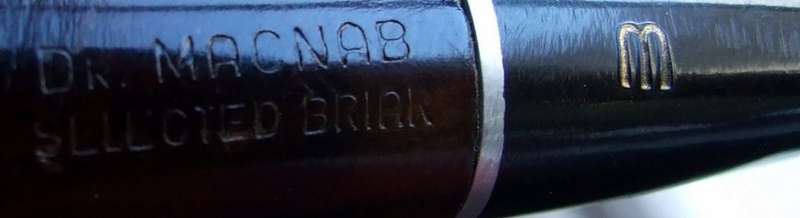 Dr. MACNAB
SELECTED BRIAR
M